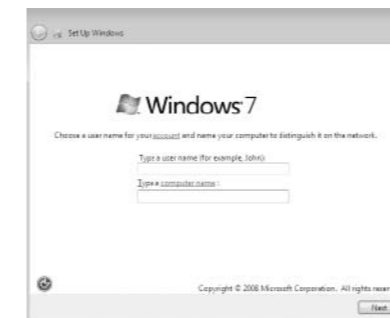 Set Up Windows
Windows 7
Choose a user name for your account and name your computer to distinguish it on the network.
Type a user name (for example, John):
Type a computer name :
Copyright © 2008 Microsoft Corporation. All rights reser
Next